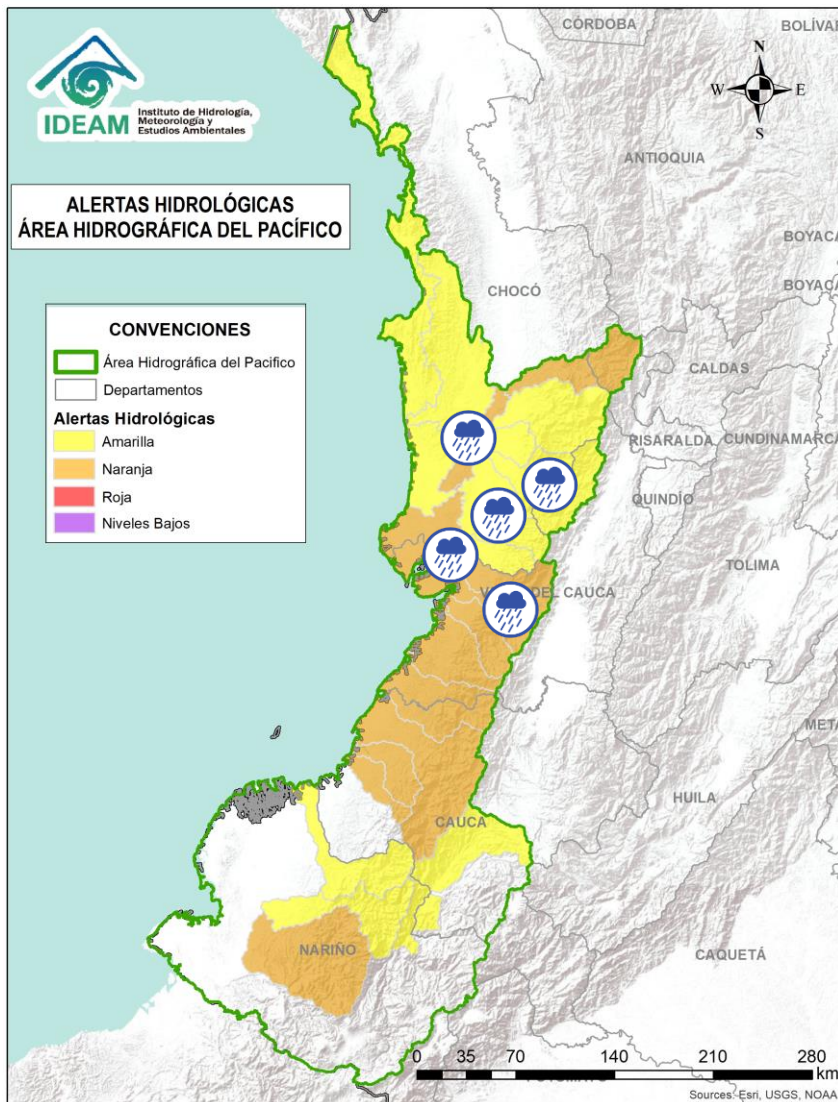 CÓRDOBA
BOLÍVA
N
W
E
S
IDEAM
Instituto de Hidrología,
Meteorología y
Estudios Ambientales
ANTIOQUIA
ALERTAS HIDROLÓGICAS
ÁREA HIDROGRÁFICA DEL PACÍFICO
BOYACÁ
BOYACÁ
CHOCÓ
CONVENCIONES
Área Hidrográfica del Pacifico
Departamentos
Alertas Hidrológicas
Amarilla
Naranja
Roja
Niveles Bajos
CALDAS
RISARALDA
CUNDINAMARCA
QUINDÍO
TOLIMA
DEL CAUCA
META
HUILA
CAUCA
NARIÑO
CAQUETÁ
0 35 70 140 210 280
km
Sources: Esri, USGS, NOAA